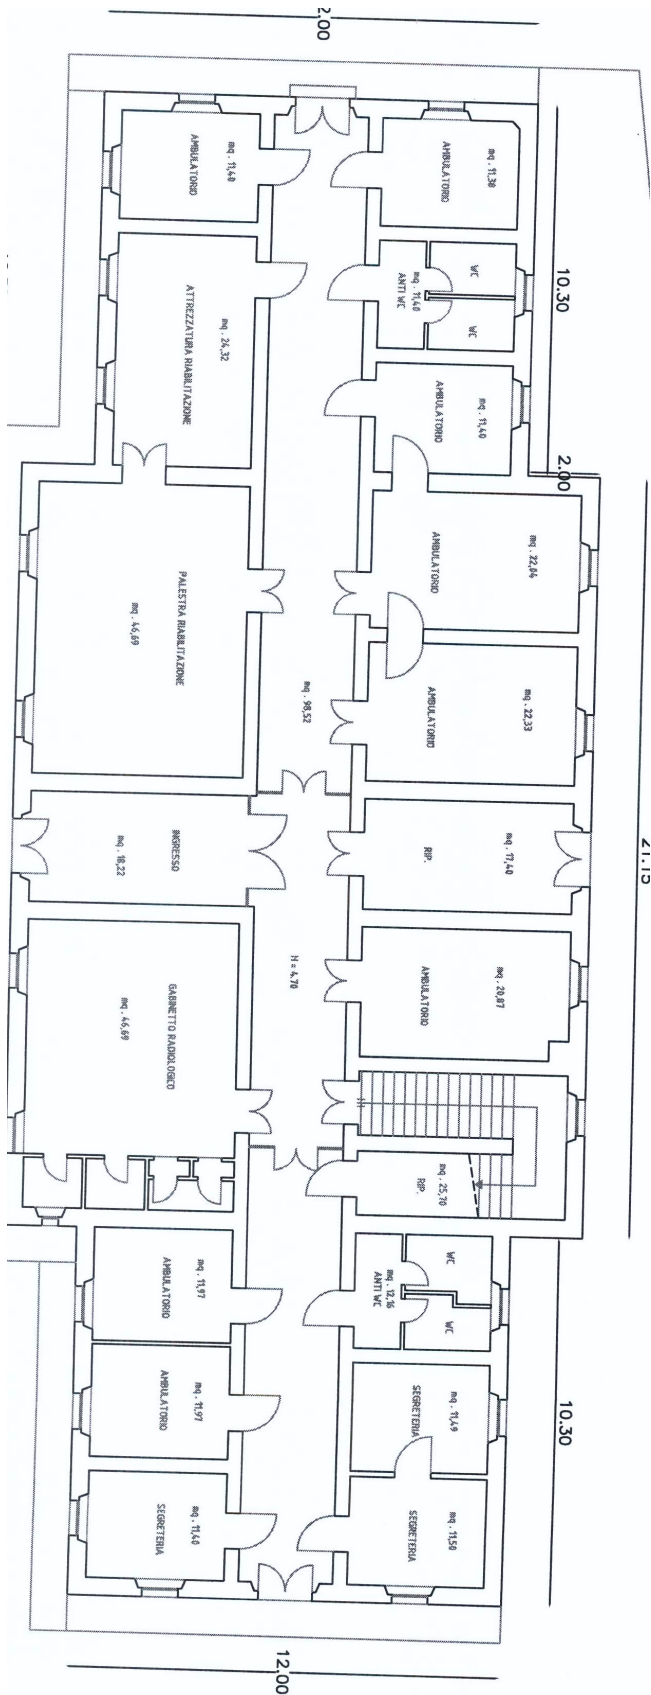 2.00
AMBULATORIO
mq . 11,40
AMBULATORIO
mq . 11,30
ATTREZZATURA RIABILITAZIONE
mq . 24,32
ANTI WC
mq . 11,40
WC
WC
10.30
AMBULATORIO
mq . 11,40
2.00
AMBULATORIO
mq . 22,04
PALESTRA RIABILITAZIONE
mq . 46,69
AMBULATORIO
mq . 22,33
mq . 98,52
INGRESSO
mq . 18,22
RIP.
mq . 17,40
21.15
H = 4.70
GABINETTO RADIOLOGICO
mq . 46,69
AMBULATORIO
mq . 20,87
RIP.
mq . 25,70
AMBULATORIO
mq . 11,97
ANTI WC
mq . 12,16
WC
WC
AMBULATORIO
mq . 11,97
SEGRETERIA
mq . 11,49
10.30
SEGRETERIA
mq . 11,40
SEGRETERIA
mq . 11,50
12.00